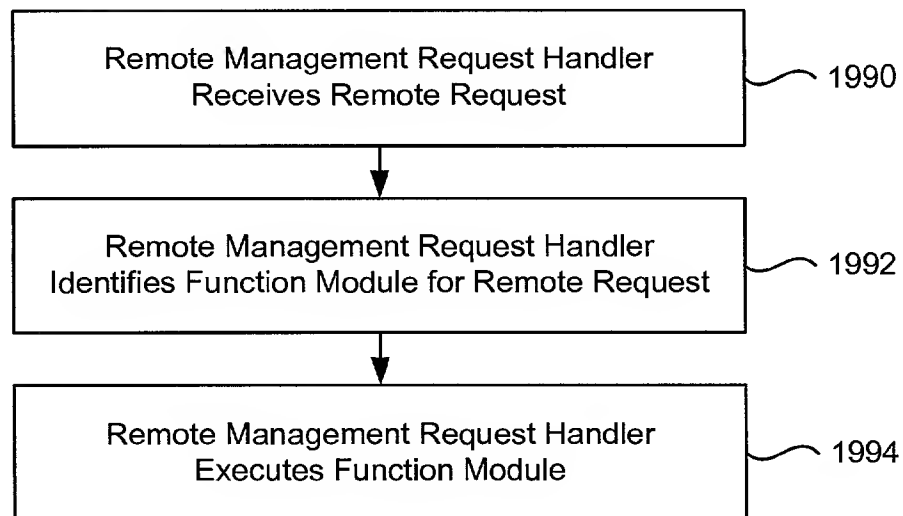 Remote Management Request Handler
Receives Remote Request
1990
Remote Management Request Handler
Identifies Function Module for Remote Request
1992
Remote Management Request Handler
Executes Function Module
1994